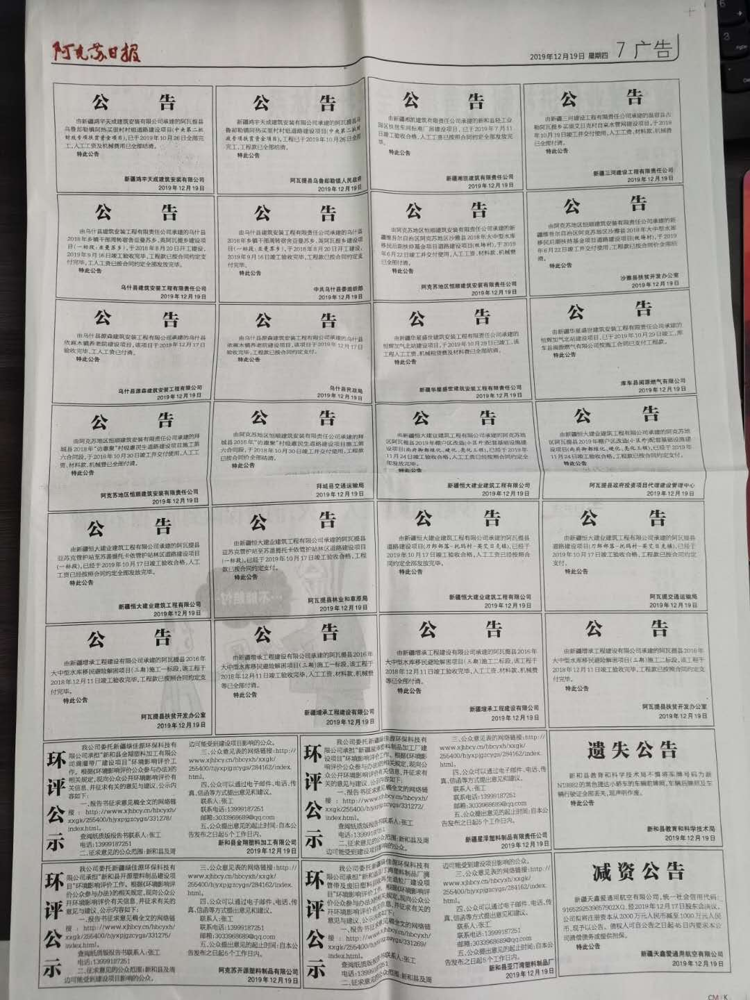 阿克苏日报
2019年12月19日 星期四 7 广告
公 告
由新疆鸿宇天成建筑安装有限公司承建的阿瓦提县
乌鲁却勒镇阿热买里村村组道路建设项目(中央第二批
财政专项扶贫资金项目),已于2019年10月26日全部完
工,人工工资及机械费用已全部结清。
特此公告
新疆鸿宇天成建筑安装有限公司
2019年12月19日
公 告
由新疆鸿宇天成建筑安装有限公司承建的阿瓦提县乌
鲁却勒镇阿热买里村村组道路建设项目(中央第二批财
政专项扶贫资金项目),工程已于2019年10月26日全部
完工,工程款已全部结清。
特此公告
阿瓦提县乌鲁却勒镇人民政府
2019年12月19日
公 告
由新疆湘凯建筑有限责任公司承建的新和县轻工业
园区扶贫车间标准厂房建设项目,已于2019年7月11日
竣工验收合格,人工工资已按照合同约定全部发放完
毕。
特此公告
新疆湘凯建筑有限责任公司
2019年12月19日
公 告
由新疆三河建设工程有限责任公司承建的温宿县古
勒阿瓦提乡买里艾日克村自来水管网建设项目,于2019年
10月19日竣工并交付使用,人工工资、材料款、机械费
已全部付清。
特此公告
新疆三河建设工程有限责任公司
2019年12月19日
公 告
由乌什县建筑安装工程有限责任公司承建的乌什县
2018年乡镇干部周转宿舍亚曼苏乡、英阿瓦提乡建设项
目(一标段:亚曼苏乡),于2018年8月20日开工建设,
2019年9月16日竣工验收完毕,工程款已按合同约定支
付完毕。工人工资已按合同约定全部发放完毕。
特此公告
乌什县建筑安装工程有限责任公司
2019年12月19日
公 告
由乌什县建筑安装工程有限责任公司承建的乌什县
2018年乡镇干部周转宿舍亚曼苏乡、英阿瓦提乡建设项目
(一标段:亚曼苏乡),于2018年8月20日开工建设,
2019年9月16日竣工验收完毕,工程款已按合同约定支
付完毕。
特此公告
中共乌什县委组织部
2019年12月19日
公 告
由阿克苏地区恒顺建筑安装有限责任公司承建的新
疆维吾尔自治区阿克苏地区沙雅县2018年大中型水库
移民后期扶持基金项目道路建设项目(牧场村),于2019
年6月22日竣工并交付使用,人工工资、材料款、机械费
已全部付清。
特此公告
阿克苏地区恒顺建筑安装有限责任公司
2019年12月19日
公 告
由阿克苏地区恒顺建筑安装有限责任公司承建的新
疆维吾尔自治区阿克苏地区沙雅县2018年大中型水库
移民后期扶持基金项目道路建设项目(牧场村),于2019
年6月22日竣工并交付使用,工程款已按合同价全部结
清。
特此公告
沙雅县扶贫开发办公室
2019年12月19日
公 告
由乌什县源森建筑安装工程有限公司承建的乌什县
依麻木镇养老院建设项目,该项目于2019年12月17日
验收完毕,工人工资已付清。
特此公告
乌什县源森建筑安装工程有限公司
2019年12月19日
公 告
由乌什县源森建筑安装工程有限公司承建的乌什县
依麻木镇养老院建设项目,该项目于2019年12月17日
验收完毕,工程款已按合同约定支付。
特此公告
乌什县民政局
2019年12月19日
公 告
由新疆华星盛世建筑安装工程有限责任公司承建的
恒辉加气北站建设项目,于2019年10月29日已竣工,该
工程人工工资、机械租赁费及材料费已全部结清。
特此公告
新疆华星盛世建筑安装工程有限责任公司
2019年12月19日
公 告
由新疆华星盛世建筑安装工程有限责任公司承建的
恒辉加气北站建设项目,已于2019年10月29日竣工,库
车县闽源燃气有限公司按施工合同已支付工程款。
特此公告
库车县闽源燃气有限公司
2019年12月19日
公 告
由阿克苏地区恒顺建筑安装有限责任公司承建的拜
城县2018年“访惠聚”村级惠民生道路建设项目施工第
六合同段,于2018年10月30日竣工并交付使用,人工工
资、材料款、机械费已全部付清。
特此公告
阿克苏地区恒顺建筑安装有限责任公司
2019年12月19日
公 告
由阿克苏地区恒顺建筑安装有限责任公司承建的拜
城县2018年“访惠聚”村级惠民生道路建设项目施工第
六合同段,于2018年10月30日竣工并交付使用,工程款
已按合同价全部结清。
特此公告
拜城县交通运输局
2019年12月19日
公 告
由新疆恒大建业建筑工程有限公司承建的阿克苏地
区阿瓦提县2019年棚户区改造(小区外)配套基础设施建
设项目(尚府御都绿化、硬化、亮化工程),已经于2019年
11月24日竣工验收合格,人工工资已经按照合同约定全
部发放完毕。
特此公告
新疆恒大建业建筑工程有限公司
2019年12月19日
公 告
由新疆恒大建业建筑工程有限公司承建的阿克苏地
区阿瓦提县2019年棚户区改造(小区外)配套基础设施建
设项目(尚府御都绿化、硬化、亮化工程),已经于2019年
11月24日竣工验收合格,工程款已按合同约定支付。
特此公告
阿瓦提县政府投资项目代理建设管理中心
2019年12月19日
公 告
由新疆恒大建业建筑工程有限公司承建的阿瓦提县
亚苏克管护站至苏盖提托卡依管护站林区道路建设项目
(一标段),已经于2019年10月17日竣工验收合格,人工
工资已经按照合同约定全部发放完毕。
特此公告
新疆恒大建业建筑工程有限公司
2019年12月19日
公 告
由新疆恒大建业建筑工程有限公司承建的阿瓦提县
亚苏克管护站至苏盖提托卡依管护站林区道路建设项目
(一标段),已经于2019年10月17日竣工验收合格,工程
款已按合同约定支付。
特此公告
阿瓦提县林业和草原局
2019年12月19日
公 告
由新疆恒大建业建筑工程有限公司承建的阿瓦提县
道路建设项目(刀郎部落-托玛村-英艾日克镇),已经于
2019年10月17日竣工验收合格,人工工资已经按照合
同约定全部发放完毕。
特此公告
新疆恒大建业建筑工程有限公司
2019年12月19日
公 告
由新疆恒大建业建筑工程有限公司承建的阿瓦提县
道路建设项目(刀郎部落-托玛村-英艾日克镇),已经于
2019年10月17日竣工验收合格,工程款已按合同约定
支付。
特此公告
阿瓦提交通运输局
2019年12月19日
公 告
由新疆增承工程建设有限公司承建的阿瓦提县2016年
大中型水库移民避险解困项目(三期)施工一标段,该工程于
2018年12月11日竣工验收完毕,工程款已按照合同约定支
付完毕。
特此公告
阿瓦提县扶贫开发办公室
2019年12月19日
公 告
由新疆增承工程建设有限公司承建的阿瓦提县2016年
大中型水库移民避险解困项目(三期)施工一标段,该工程于
2018年12月11日竣工验收完毕,人工工资、材料款、机械费
等已全部付清。
特此公告
新疆增承工程建设有限公司
2019年12月19日
公 告
由新疆增承工程建设有限公司承建的阿瓦提县2016年
大中型水库移民避险解困项目(三期)施工二标段,该工程于
2018年12月11日竣工验收完毕,人工工资、材料款、机械费
等已全部付清。
特此公告
新疆增承工程建设有限公司
2019年12月19日
公 告
由新疆增承工程建设有限公司承建的阿瓦提县2016年
大中型水库移民避险解困项目(三期)施工二标段,该工程于
2018年12月11日竣工验收完毕,工程款已按照合同约定支
付完毕。
特此公告
阿瓦提县扶贫开发办公室
2019年12月19日
环评公示
我公司委托新疆绿佳源环保科技有
限公司承担“新和县金翔塑料加工有限公
司滴灌带厂建设项目”环境影响评价工
作。根据《环境影响评价公众参与办法》的
相关规定,现向公众公开环境影响评价有
关信息,并征求有关的意见与建议,公示内
容如下:
一、报告书征求意见稿全文的网络链
接:http://www.xjhbcy.cn/hbcyxh/
xxgk/255400/hjyxpjgzcygs/331278/
index.html。
查阅纸质版报告书联系人:张工
电话:13999187251
二、征求意见的公众范围:新和县及周
边可能受到建设项目影响的公众。
三、公众意见表的网络链接:http://
www.xjhbcy.cn/hbcyxh/xxgk/
255400/hjyxpjgzcygs/284162/index.
html。
四、公众可以通过电子邮件、电话、传
真、信函等方式提出意见和建议。
联系人:张工
联系电话:13999187251
邮箱:3033968689@qq.com
五、公众提出意见的起止时间:自本公
告发布之日起5个工作日内。
新和县金翔塑料加工有限公司
2019年12月19日
环评公示
我公司委托新疆绿佳源环保科技有
限公司承担“新疆星泽塑料制品加工厂建
设项目”环境影响评价工作。根据《环境影
响评价公众参与办法》的相关规定,现向公
众公开环境影响评价有关信息,并征求有
关的意见与建议,公示内容如下:
一、报告书征求意见稿全文的网络链
接:http://www.xjhbcy.cn/hbcyxh/
xxgk/255400/hjyxpjgzcygs/331272/
index.html。
查阅纸质版报告书联系人:张工
电话:13999187251
二、征求意见的公众范围:新和县及周
边可能受到建设项目影响的公众。
三、公众意见表的网络链接:http://
www.xjhbcy.cn/hbcyxh/xxgk/
255400/hjyxpjgzcygs/284162/index.
html。
四、公众可以通过电子邮件、电话、传
真、信函等方式提出意见和建议。
联系人:张工
联系电话:13999187251
邮箱:3033968689@qq.com
五、公众提出意见的起止时间:自本公
告发布之日起5个工作日内。
新疆星泽塑料制品有限责任公司
2019年12月19日
遗失公告
新和县教育和科学技术局不慎将车牌号码为新
N19882的黑色捷达小轿车的车辆前牌照,车辆后牌照及车
辆行驶证全部丢失,现声明作废。
特此公告
新和县教育和科学技术局
2019年12月19日
环评公示
我公司委托新疆绿佳源环保科技有
限公司承担“新和县开源塑料制品建设项
目”环境影响评价工作。根据《环境影响评
价公众参与办法》的相关规定,现向公众公
开环境影响评价有关信息,并征求有关的
意见与建议,公示内容如下:
一、报告书征求意见稿全文的网络链
接:http://www.xjhbcy.cn/hbcyxh/
xxgk/255400/hjyxpjgzcygs/331275/
index.html。
查阅纸质版报告书联系人:张工
电话:13999187251
二、征求意见的公众范围:新和县及周
边可能受到建设项目影响的公众。
三、公众意见表的网络链接:http://
www.xjhbcy.cn/hbcyxh/xxgk/
255400/hjyxpjgzcygs/284162/index.
html。
四、公众可以通过电子邮件、电话、传
真、信函等方式提出意见和建议。
联系人:张工
联系电话:13999187251
邮箱:3033968689@qq.com
五、公众提出意见的起止时间:自本公
告发布之日起5个工作日内。
阿克苏开源塑料制品有限公司
2019年12月19日
环评公示
我公司委托新疆绿佳源环保科技有
限公司承担“新和县亚汀湾塑料制品厂滴
管带及废旧塑料再生造粒厂建设项
目”环境影响评价工作。根据《环境影响评
价公众参与办法》的相关规定,现向公众公
开环境影响评价有关信息,并征求有关的
意见与建议,公示内容如下:
一、报告书征求意见稿全文的网络链
接:http://www.xjhbcy.cn/hbcyxh/
xxgk/255400/hjyxpjgzcygs/331269/
index.html。
查阅纸质版报告书联系人:张工
电话:13999187251
二、征求意见的公众范围:新和县及周
边可能受到建设项目影响的公众。
三、公众意见表的网络链接:http://
www.xjhbcy.cn/hbcyxh/xxgk/
255400/hjyxpjgzcygs/284162/index.
html。
四、公众可以通过电子邮件、电话、传
真、信函等方式提出意见和建议。
联系人:张工
联系电话:13999187251
邮箱:3033968689@qq.com
五、公众提出意见的起止时间:自本公告
发布之日起5个工作日内。
新和县亚汀湾塑料制品厂
2019年12月19日
减资公告
新疆天鑫爱通用航空有限公司,统一社会信用代码:
91652925396579O2XQ,经2019年12月17日股东会决议,
公司拟将注册资本从2000万元人民币减至1000万元人民
币,现予以公告。债权人可自公告之日起45日内要求本公
司清偿债务或提供担保。
特此公告
新疆天鑫爱通用航空有限公司
2019年12月19日
CM K